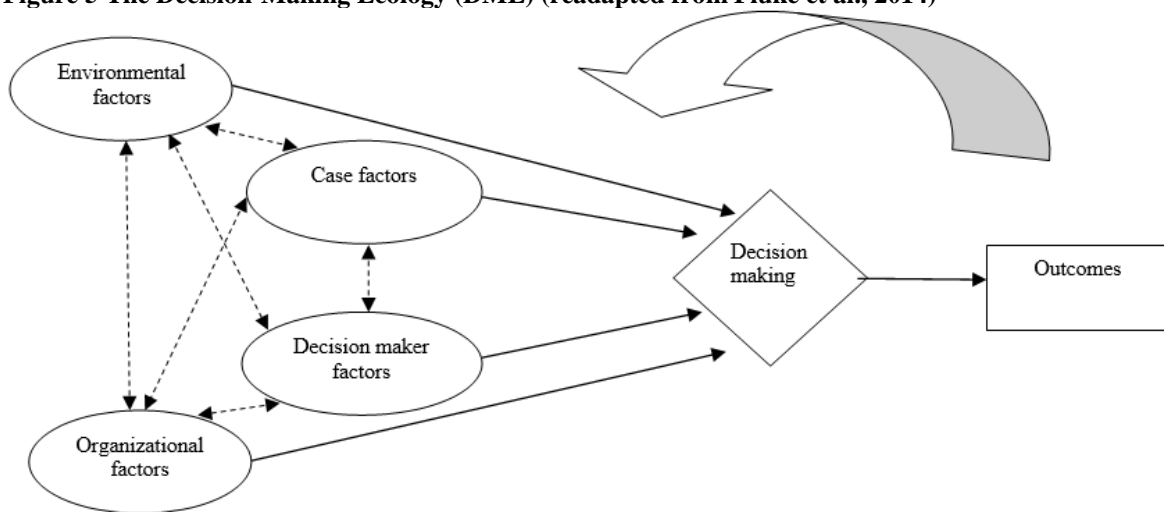 Figure The Decision-Making Ecology (DME) (readapted from Fluke et al., 2014)
Environmental
factors
Case factors
Decision
making
Outcomes
Decision maker
factors
Organizational
factors